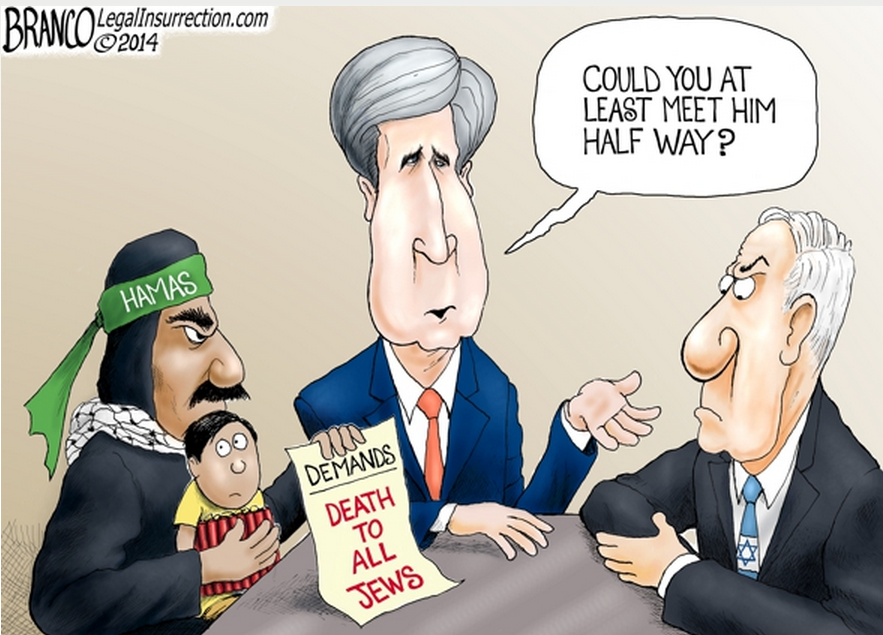 BRANCO LegalInsurrection.com
© 2014
COULD YOU AT
LEAST MEET HIM
HALF WAY?
HAMAS
DEMANDS
DEATH
TO
ALL
JEWS